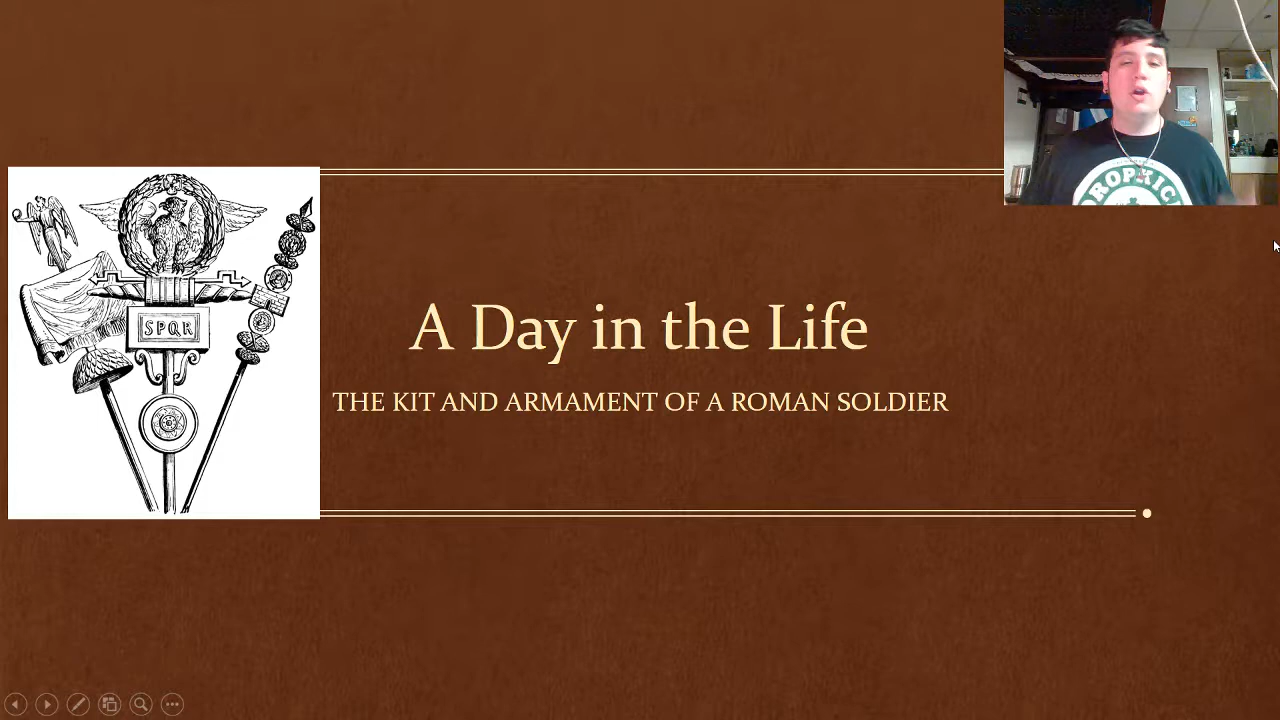 SPQR
A Day in the Life
THE KIT AND ARMAMENT OF A ROMAN SOLDIER